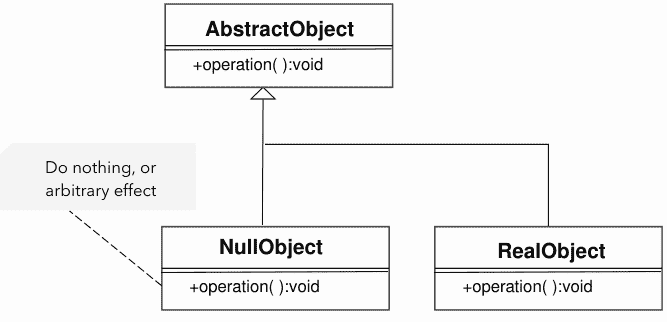 AbstractObject
+operation( ):void
Do nothing, or
arbitrary effect
NullObject
+operation( ):void
RealObject
+operation( ):void